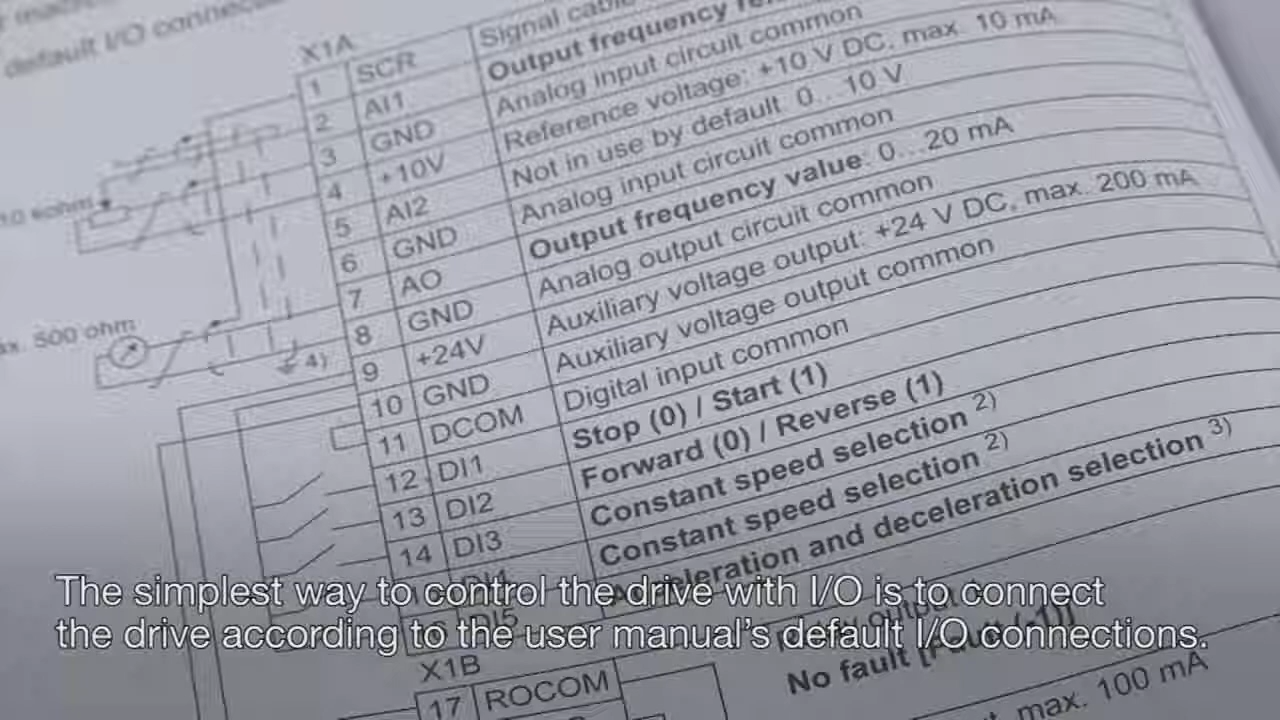 default I/O connec
X1A
1 SCR Signal cable
2 AI1 Output frequency
3 GND Analog input circuit common
4 +10V Reference voltage: +10 V DC, max. 10 mA
5 AI2 Not in use by default. 0... 10 V
6 GND Analog input circuit common
7 AO Output frequency value: 0...20 mA
8 GND Analog output circuit common
9 +24V Auxiliary voltage output: +24 V DC, max. 200 mA
10 GND Auxiliary voltage output common
11 DCOM Digital input common
12 DI1 Stop (0) / Start (1)
13 DI2 Forward (0) / Reverse (1)
14 DI3 Constant speed selection 2)
DI4 Constant speed selection 2)
DI5 Acceleration and deceleration selection 3)
500 ohm
4)
The simplest way to control the drive with I/O is to connect
the drive according to the user manual's default I/O connections.
X1B
17 ROCOM
No fault [Fault (-1)]
max. 100 mA